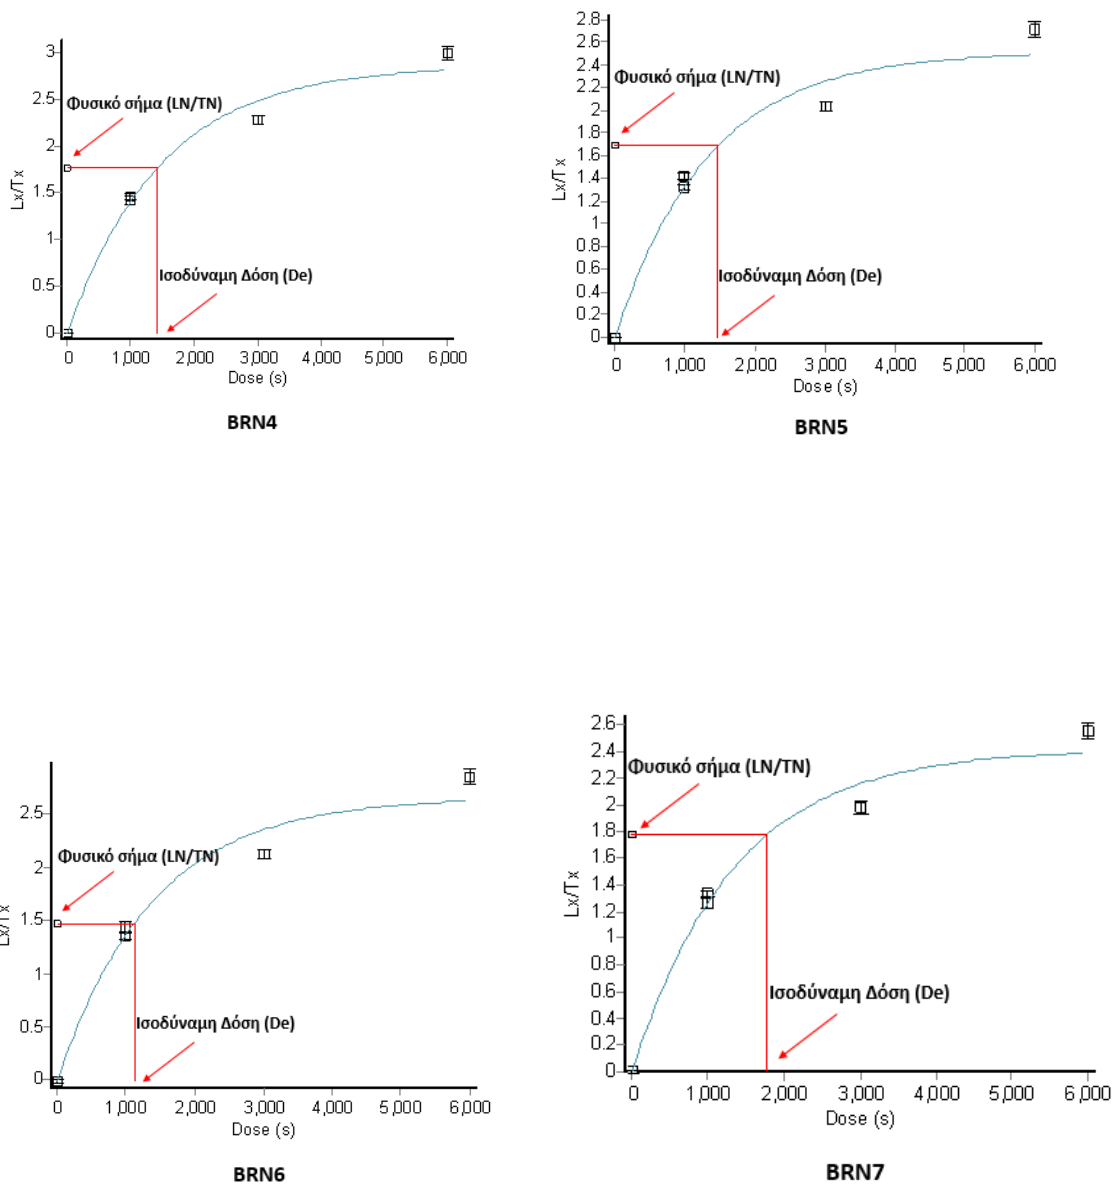 3
2.5
2
1.5
1
0.5
0
Lx/Tx
Φυσικό σήμα (LN/TN)
Ισοδύναμη Δόση (De)
0 1,000 2,000 3,000 4,000 5,000 6,000
Dose (s)
BRN4
2.8
2.6
2.4
2.2
2
1.8
1.6
1.4
1.2
1
0.8
0.6
0.4
0.2
0
Lx/Tx
Φυσικό σήμα (LN/TN)
Ισοδύναμη Δόση (De)
0 1,000 2,000 3,000 4,000 5,000 6,000
Dose (s)
BRN5
2.5
2
1.5
1
0.5
0
Lx/Tx
Φυσικό σήμα (LN/TN)
Ισοδύναμη Δόση (De)
0 1,000 2,000 3,000 4,000 5,000 6,000
Dose (s)
BRN6
2.6
2.4
2.2
2
1.8
1.6
1.4
1.2
1
0.8
0.6
0.4
0.2
0
Lx/Tx
Φυσικό σήμα (LN/TN)
Ισοδύναμη Δόση (De)
0 1,000 2,000 3,000 4,000 5,000 6,000
Dose (s)
BRN7